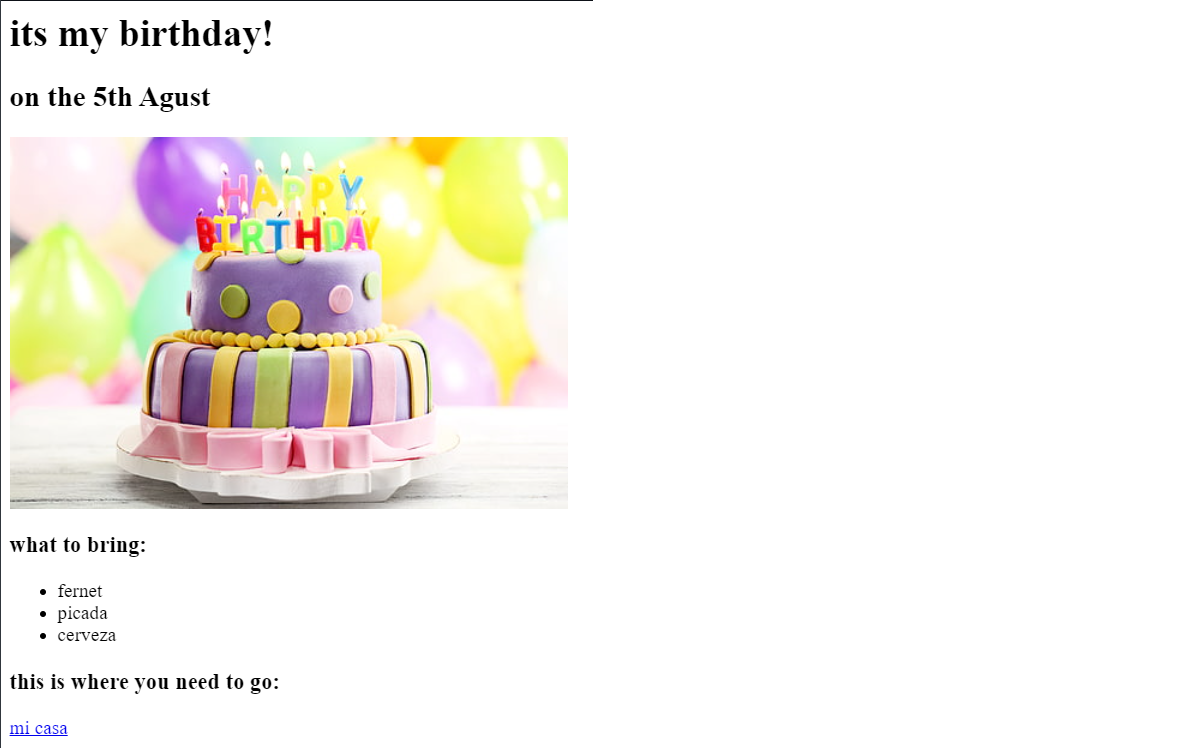 its my birthday!
on the 5th Agust
HAPPY
BIRTHDAY
what to bring:
fernet
picada
cerveza
this is where you need to go:
mi casa